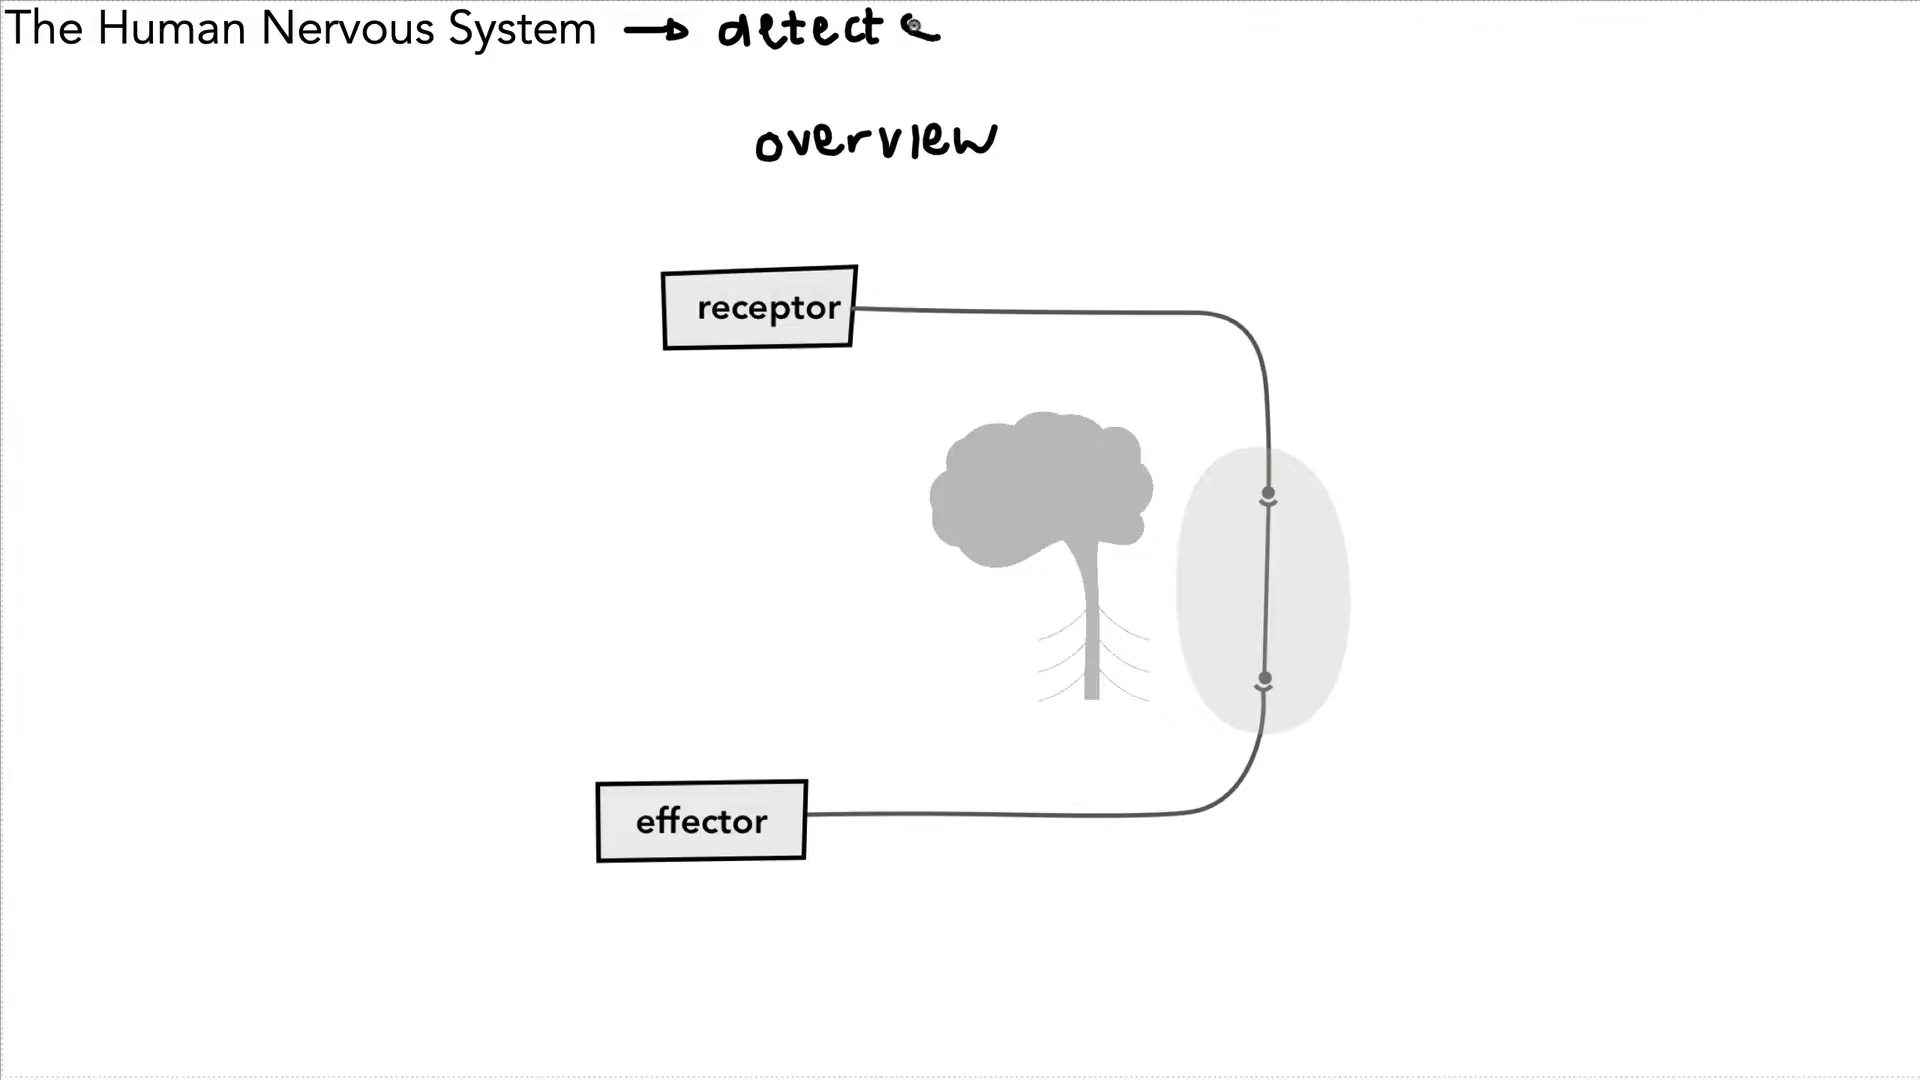 The Human Nervous System → detect
overview
receptor
effector